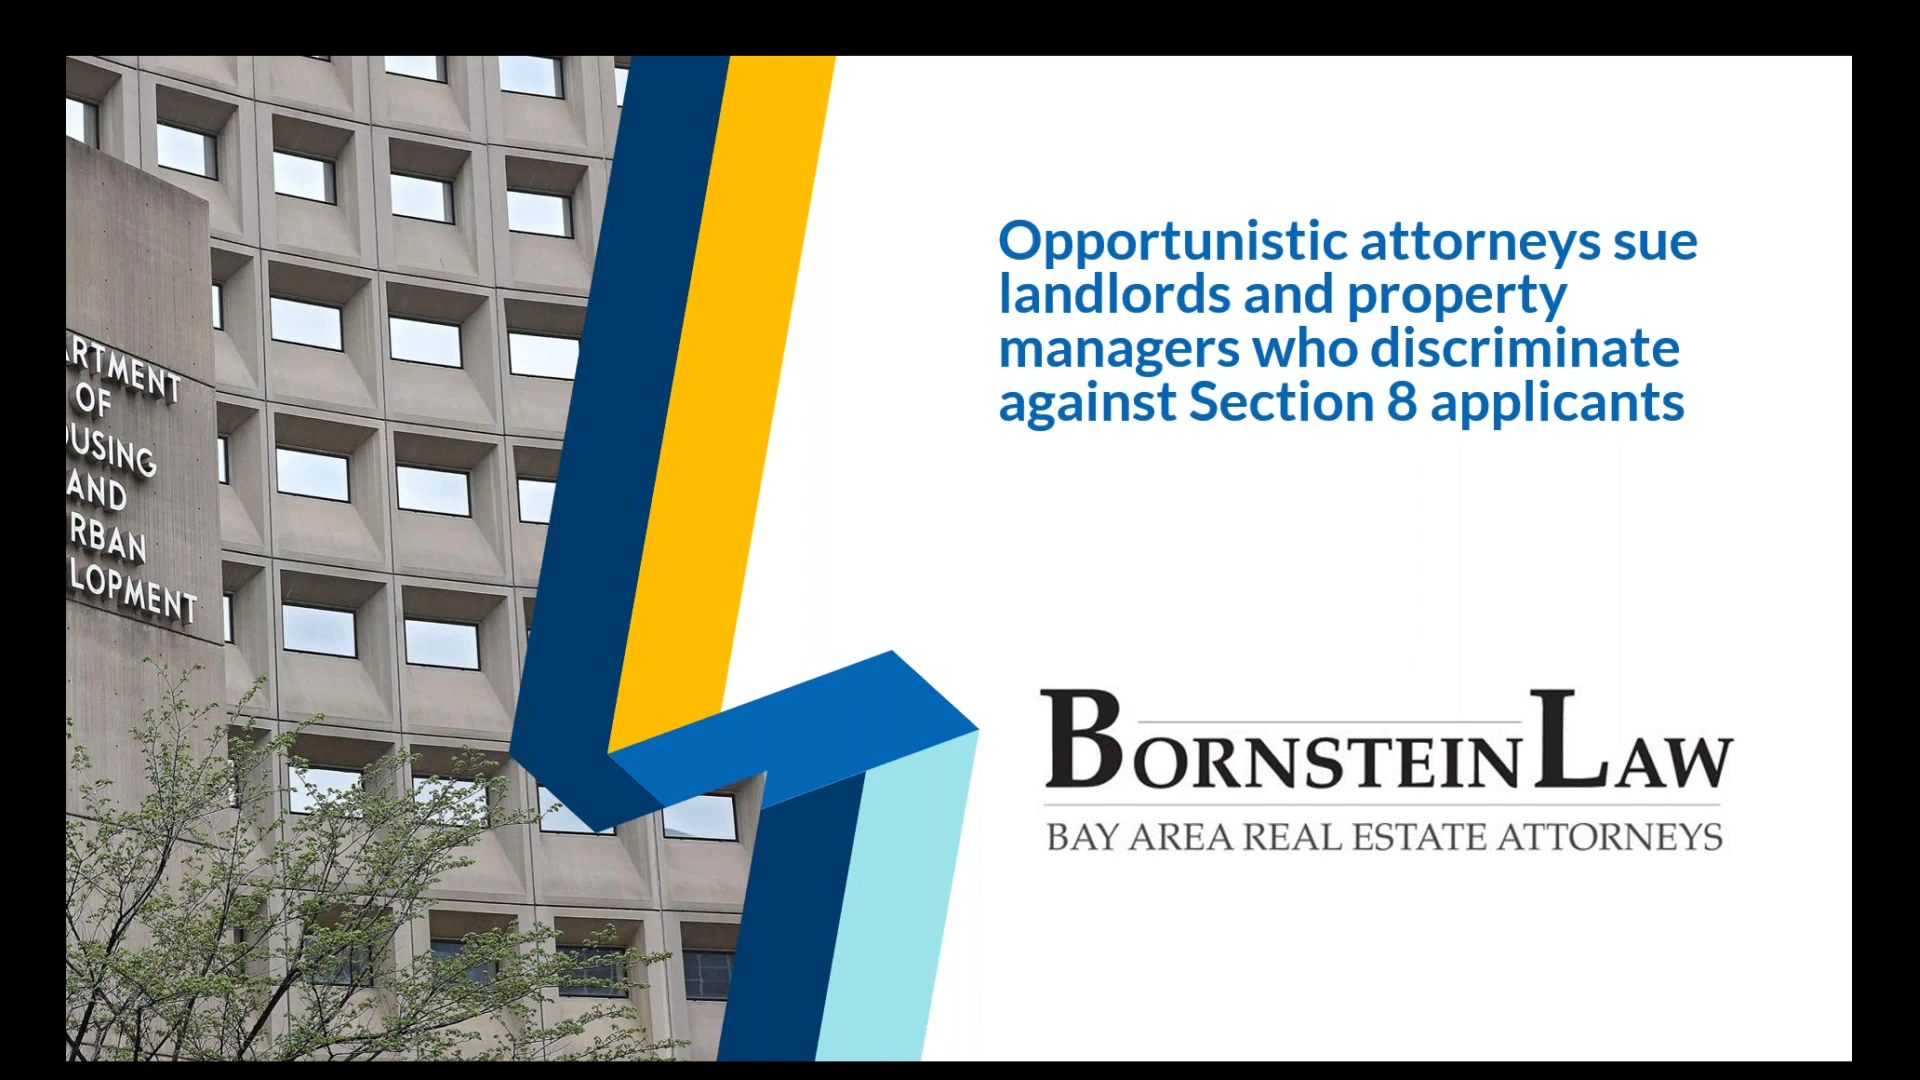 RTMENT
OF
USING
AND
RBAN
LOPMENT
Opportunistic attorneys sue
landlords and property
managers who discriminate
against Section 8 applicants
BORNSTEIN LAW
BAY AREA REAL ESTATE ATTORNEYS